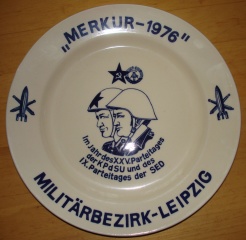 „MERKUR-1976“
Im Jahr des XXV. Parteitages
der KPdSU und des
IX. Parteitages der SED
MILITÄRBEZIRK-LEIPZIG